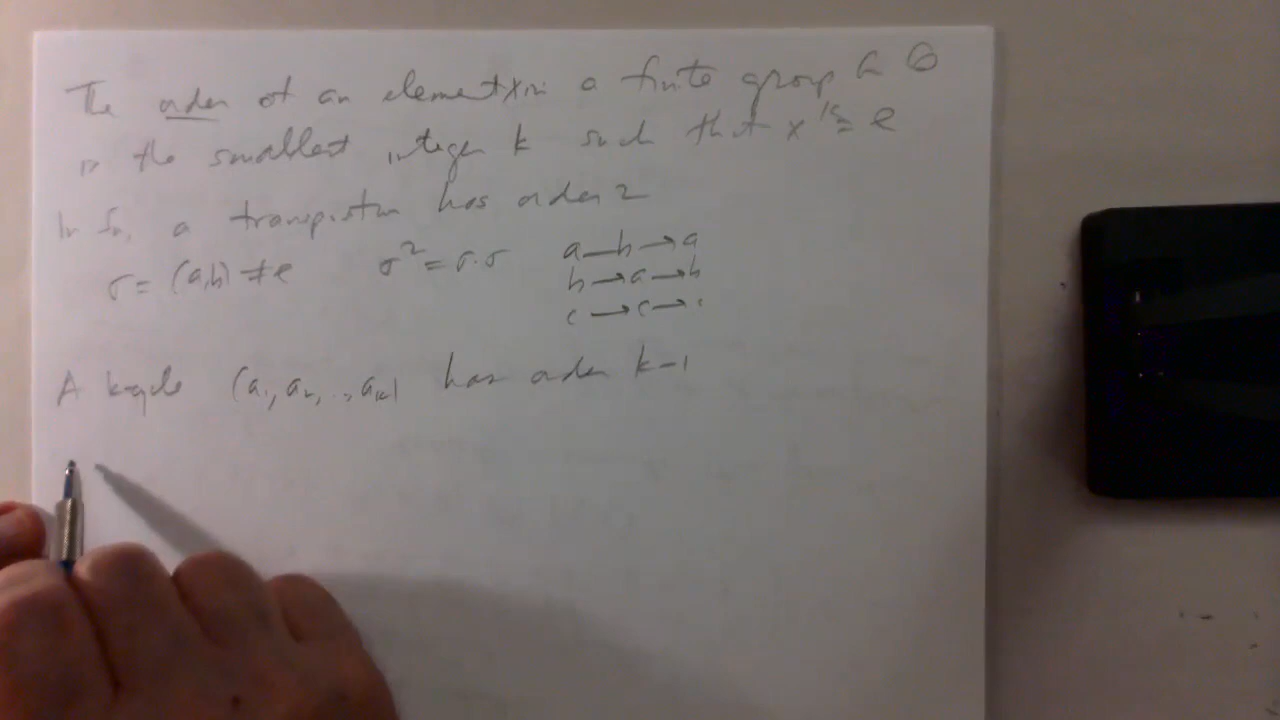 The order of an element x in a finite group G G
is the smallest integer k such that x^k = e
In Sn, a transposition has order 2
σ = (a,b) ≠ e σ² = σ·σ a — b → a
b → a → b
c → c → c
A k-cycle (a₁, a₂, .., aₖ) has order k-1